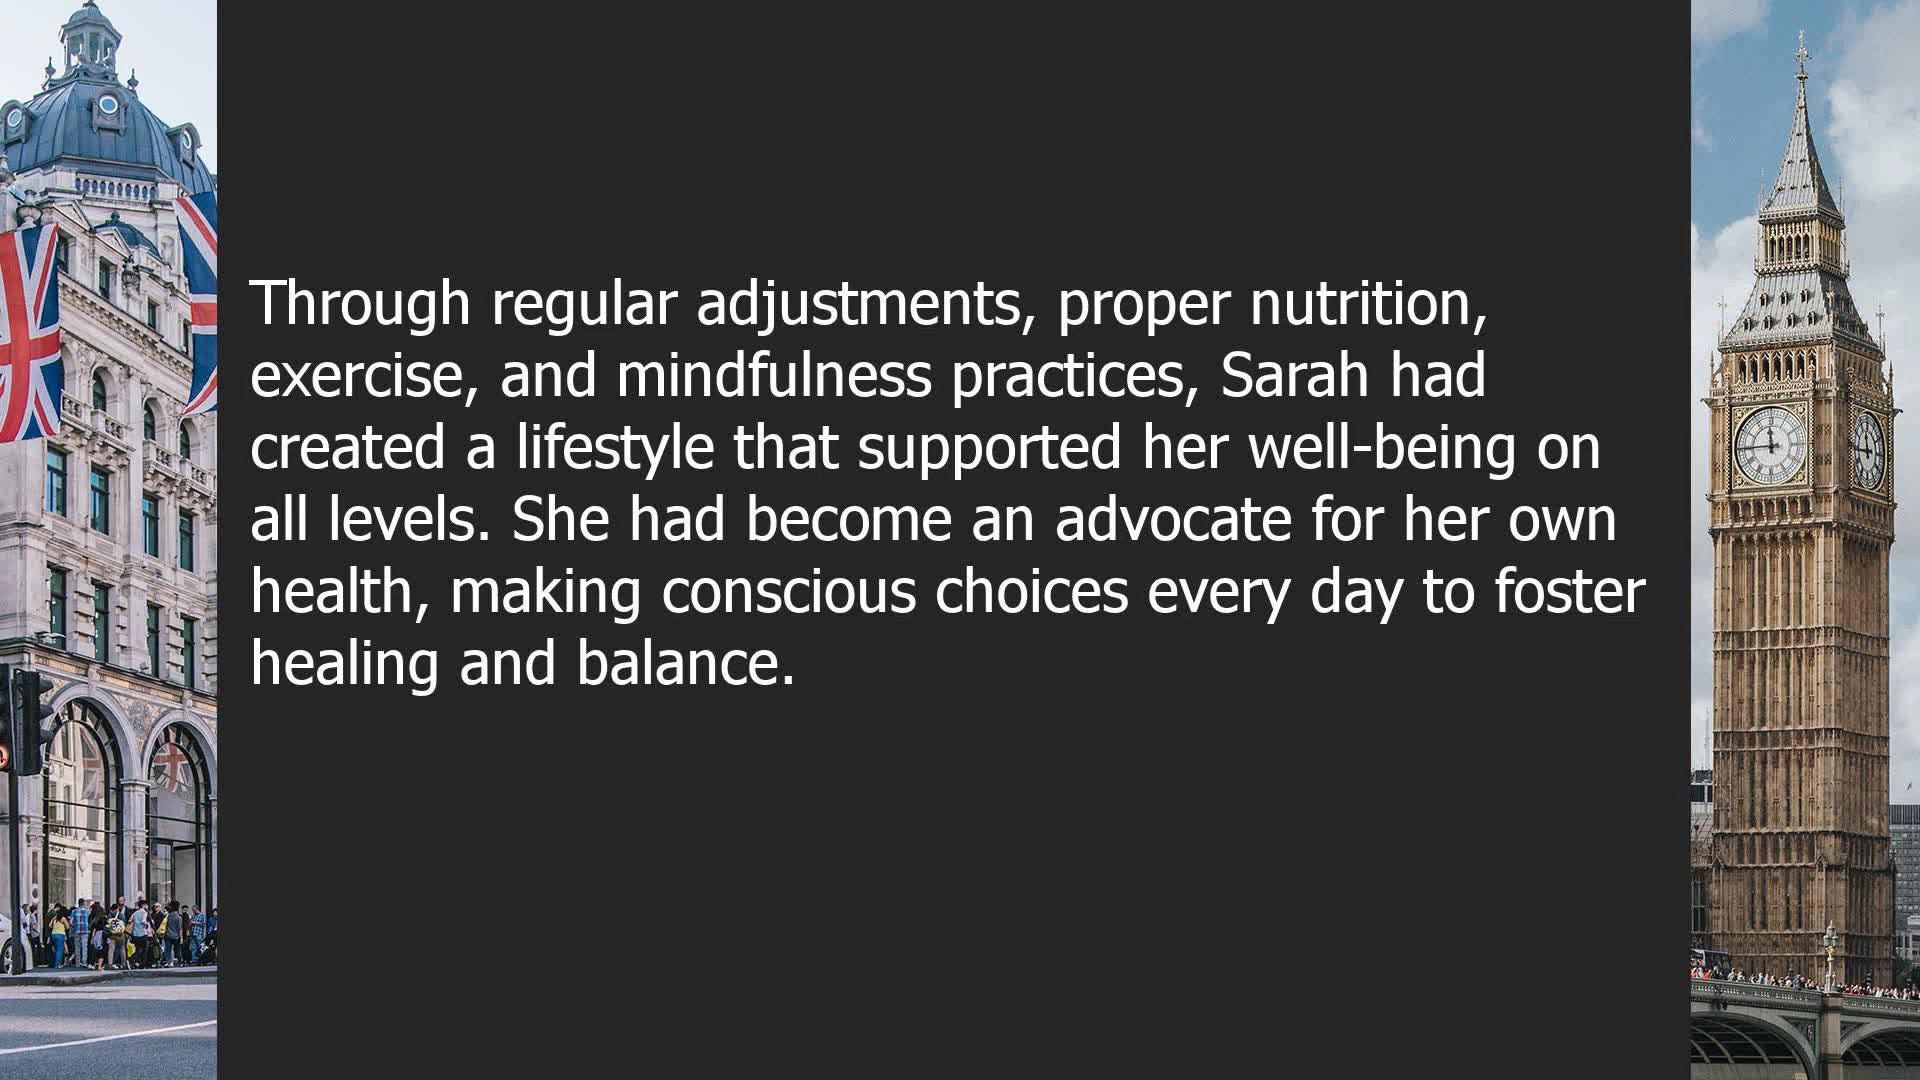 Through regular adjustments, proper nutrition,
exercise, and mindfulness practices, Sarah had
created a lifestyle that supported her well-being on
all levels. She had become an advocate for her own
health, making conscious choices every day to foster
healing and balance.